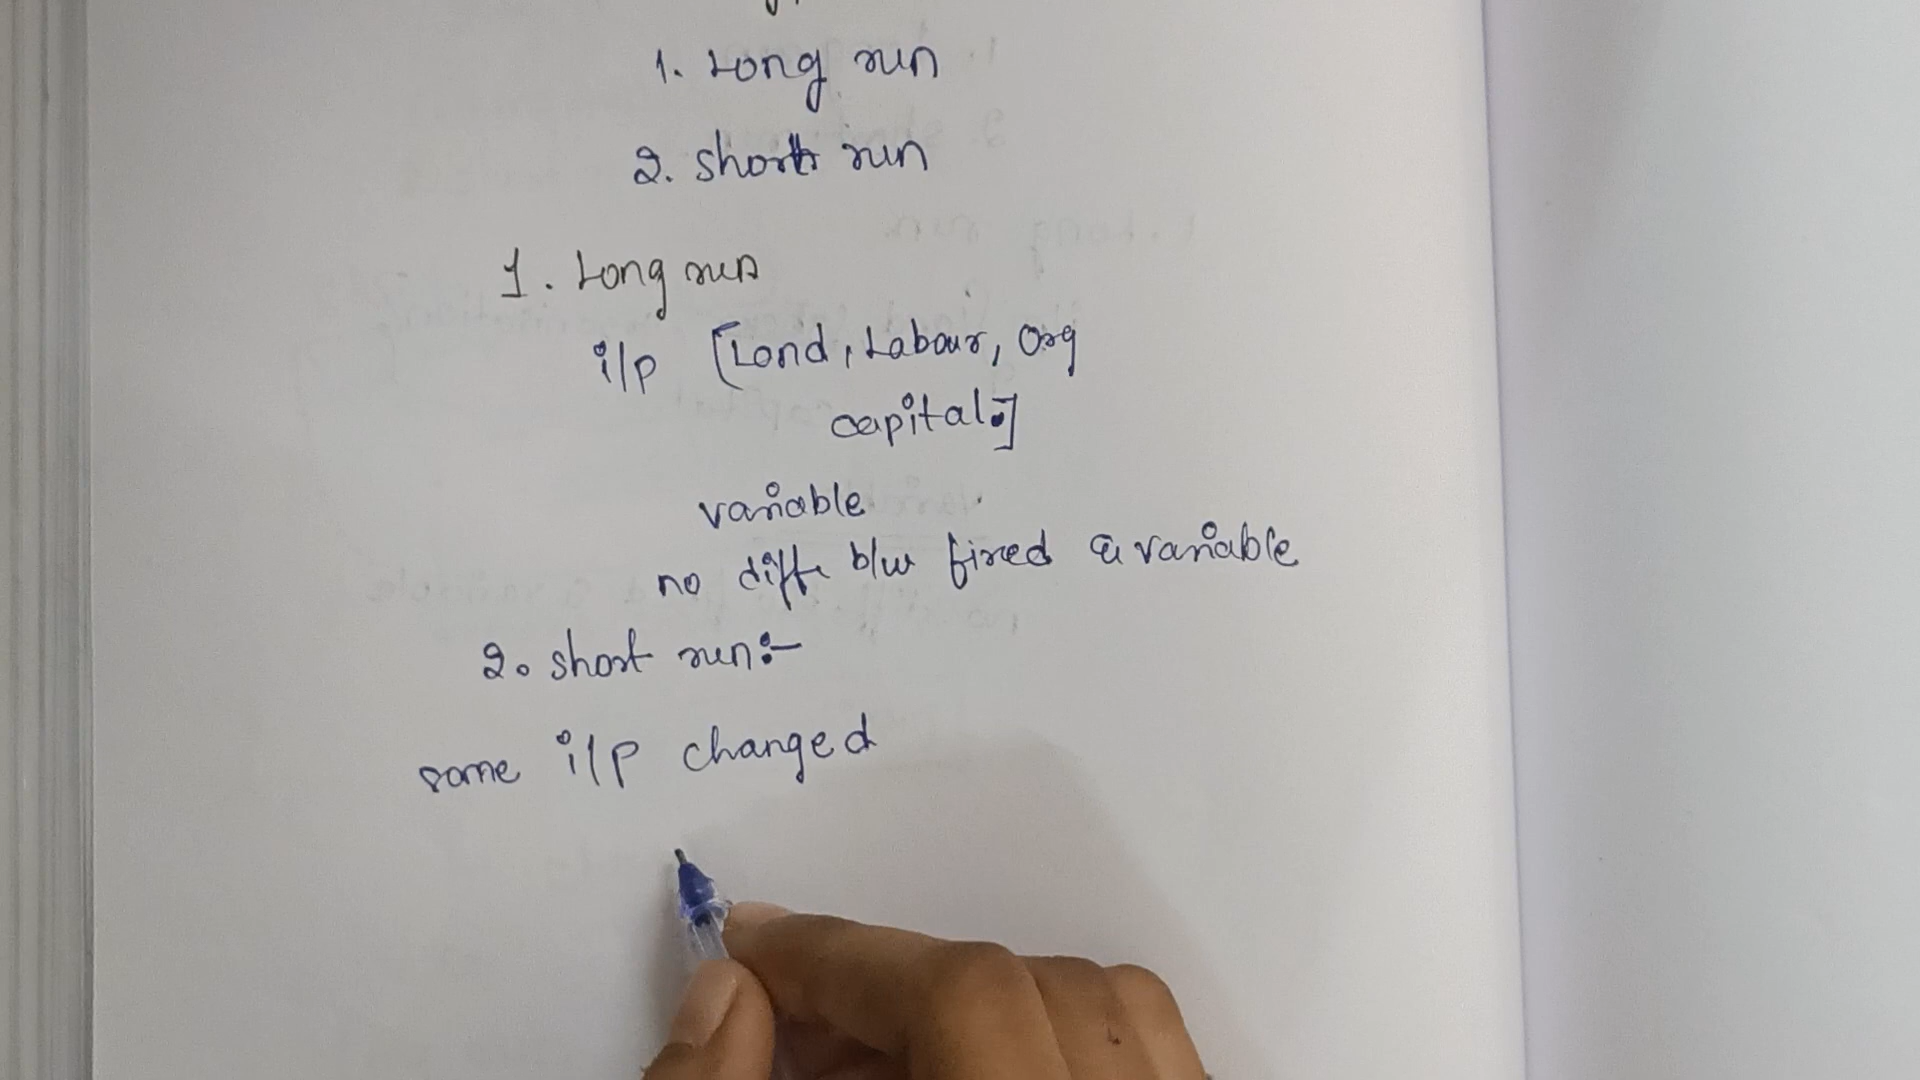 1. Long run
2. short run
1. Long run
i/p [Land, Labour, Org
capital.]
variable
no diffr b/w fixed & variable
2. short run:-
some i/p changed